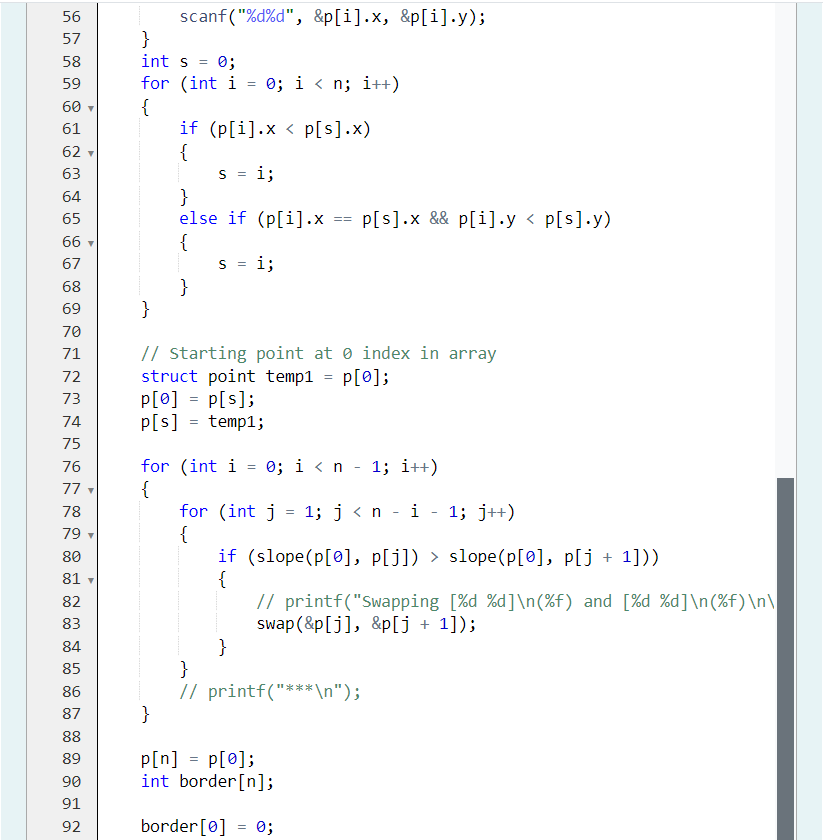 56 scanf("%d%d", &p[i].x, &p[i].y);
57 }
58 int s = 0;
59 for (int i = 0; i < n; i++)
60 {
61 if (p[i].x < p[s].x)
62 {
63 s = i;
64 }
65 else if (p[i].x == p[s].x && p[i].y < p[s].y)
66 {
67 s = i;
68 }
69 }
70
71 // Starting point at 0 index in array
72 struct point temp1 = p[0];
73 p[0] = p[s];
74 p[s] = temp1;
75
76 for (int i = 0; i < n - 1; i++)
77 {
78 for (int j = 1; j < n - i - 1; j++)
79 {
80 if (slope(p[0], p[j]) > slope(p[0], p[j + 1]))
81 {
82 // printf("Swapping [%d %d]\n(%f) and [%d %d]\n(%f)\n\
83 swap(&p[j], &p[j + 1]);
84 }
85 }
86 // printf("***\n");
87 }
88
89 p[n] = p[0];
90 int border[n];
91
92 border[0] = 0;